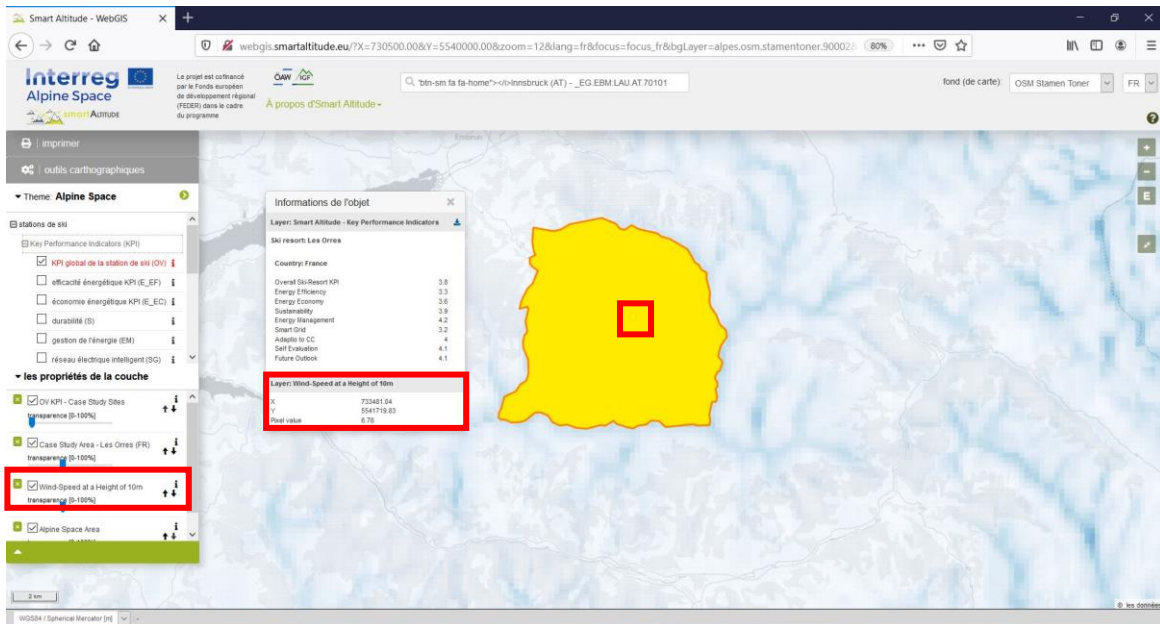 Smart Altitude - WebGIS
webgis.smartaltitude.eu/?X=730500.00&Y=5540000.00&zoom=12&lang=fr&focus=focus_fr&bgLayer=alpes.osm.stamentoner.90002
80%
Interreg
Alpine Space
smartALTITUDE
Le projet est cofinancé
par le Fonds européen
de développement régional
(FEDER) dans le cadre
du programme
ÖAW IGF
À propos d'Smart Altitude
"btn-sm fa fa-home"></i>Innsbruck (AT) - _EG.EBM:LAU.AT.70101
fond (de carte): OSM Stamen Toner FR
imprimer
outils carthographiques
Theme: Alpine Space
stations de ski
Key Performance Indicators (KPI)
KPI global de la station de ski (OV)
efficacité énergétique KPI (E_EF)
économie énergétique KPI (E_EC)
durabilité (S)
gestion de l'énergie (EM)
réseau électrique intelligent (SG)
les propriétés de la couche
OV KPI - Case Study Sites
transparence [0-100%]
Case Study Area - Les Orres (FR)
transparence [0-100%]
Wind-Speed at a Height of 10m
transparence [0-100%]
Alpine Space Area
Embrun
Informations de l'objet
Layer: Smart Altitude - Key Performance Indicators
Ski resort: Les Orres
Country: France
Overall Ski-Resort KPI 3.8
Energy Efficiency 3.3
Energy Economy 3.6
Sustainability 3.9
Energy Management 4.2
Smart Grid 3.2
Adaptio to CC 4
Self Evaluation 4.1
Future Outlook 4.1
Layer: Wind-Speed at a Height of 10m
X 733481.04
Y 5541719.83
Pixel value 6.76
E
2 km
© les données
WGS84 / Spherical Mercator [m]